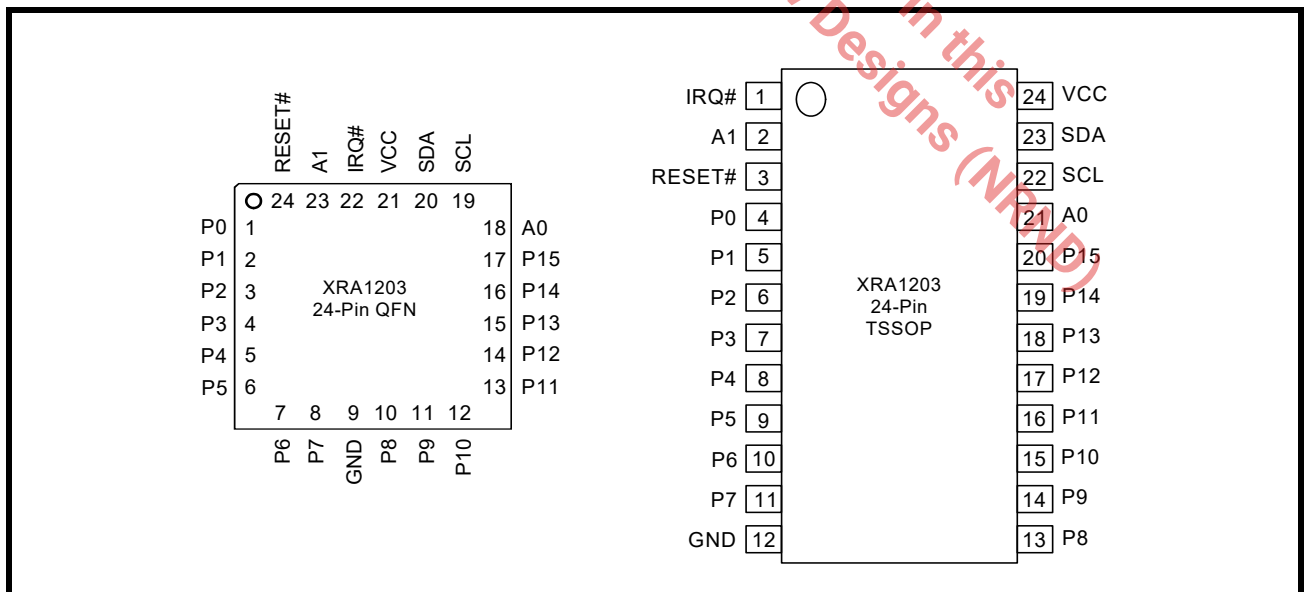 in this
Designs (NRND)
RESET#
A1
IRQ#
VCC
SDA
SCL
24 23 22 21 20 19
P0 1 18 A0
P1 2 17 P15
P2 3 16 P14
P3 4 15 P13
P4 5 14 P12
P5 6 13 P11
XRA1203
24-Pin QFN
7 8 9 10 11 12
P6
P7
GND
P8
P9
P10
IRQ# 1 24 VCC
A1 2 23 SDA
RESET# 3 22 SCL
P0 4 21 A0
P1 5 20 P15
P2 6 19 P14
P3 7 18 P13
P4 8 17 P12
P5 9 16 P11
P6 10 15 P10
P7 11 14 P9
GND 12 13 P8
XRA1203
24-Pin
TSSOP